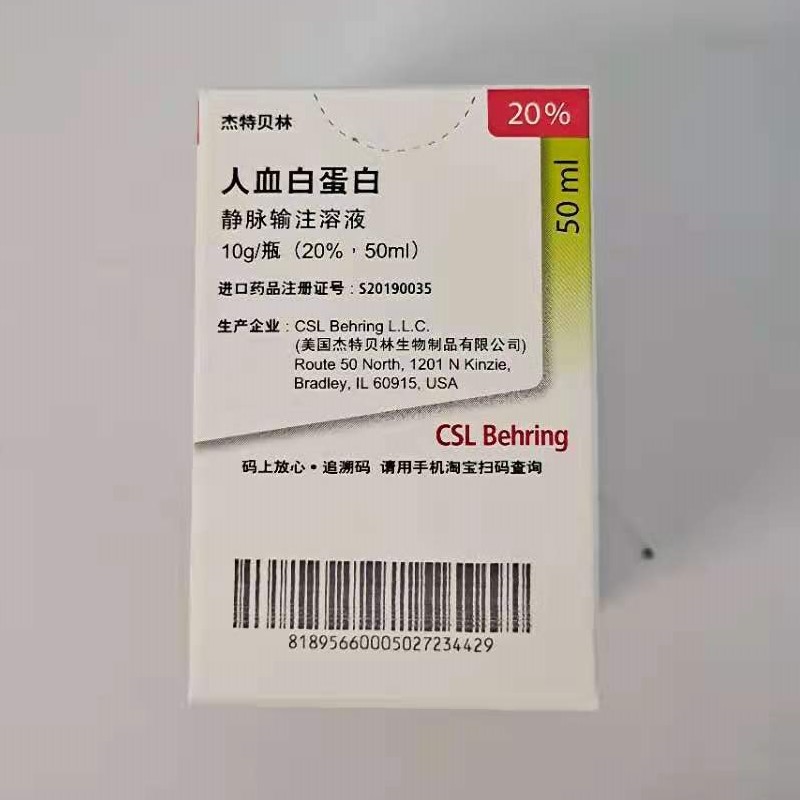 杰特贝林
20%
人血白蛋白
静脉输注溶液
10g/瓶（20%，50ml）
50 ml
进口药品注册证号：S20190035
生产企业：CSL Behring L.L.C.
(美国杰特贝林生物制品有限公司)
Route 50 North, 1201 N Kinzie,
Bradley, IL 60915, USA
CSL Behring
码上放心•追溯码 请用手机淘宝扫码查询
81895660005027234429